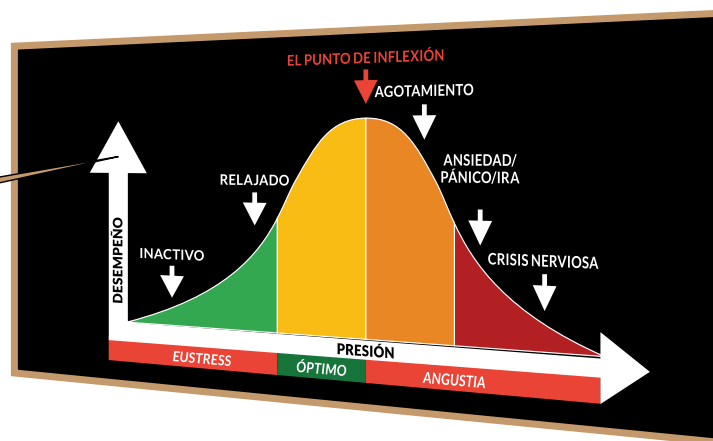 EL PUNTO DE INFLEXIÓN
AGOTAMIENTO
ANSIEDAD/
PÁNICO/IRA
RELAJADO
INACTIVO
CRISIS NERVIOSA
DESEMPEÑO
PRESIÓN
EUSTRESS
ÓPTIMO
ANGUSTIA